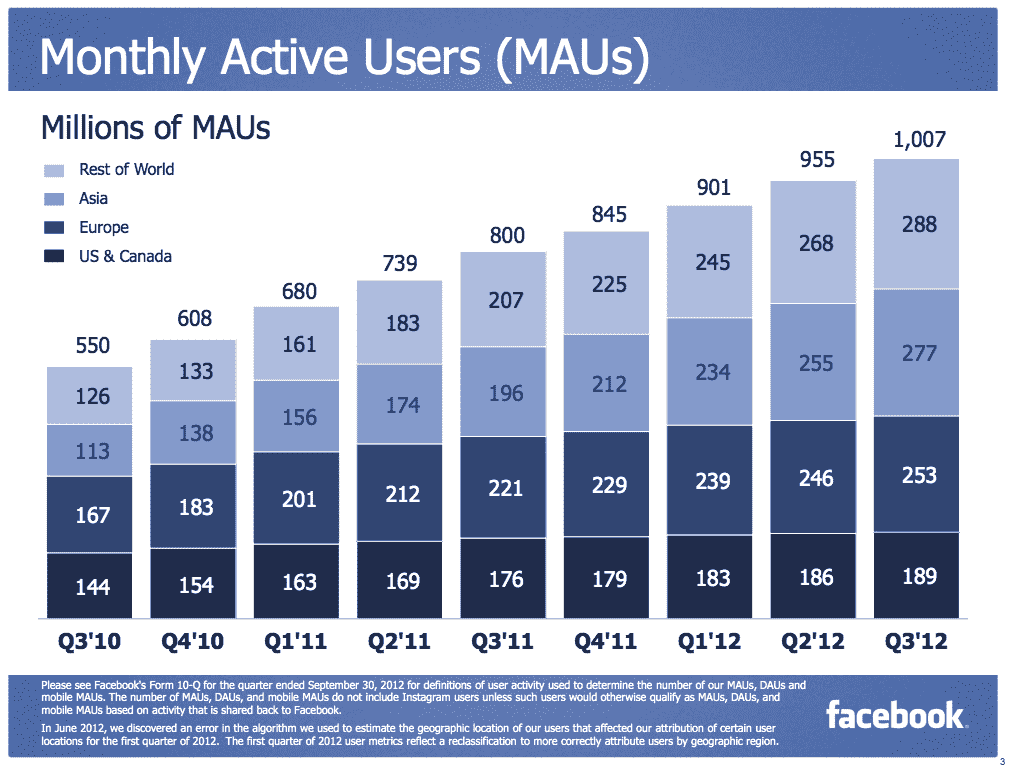 Monthly Active Users (MAUs)
Millions of MAUs
Rest of World
Asia
Europe
US & Canada
550
608
680
739
800
845
901
955
1,007
126
133
161
183
207
225
245
268
288
113
138
156
174
196
212
234
255
277
167
183
201
212
221
229
239
246
253
144
154
163
169
176
179
183
186
189
Q3'10
Q4'10
Q1'11
Q2'11
Q3'11
Q4'11
Q1'12
Q2'12
Q3'12
Please see Facebook's Form 10-Q for the quarter ended September 30, 2012 for definitions of user activity used to determine the number of our MAUs, DAUs and
mobile MAUs. The number of MAUs, DAUs, and mobile MAUs do not include Instagram users unless such users would otherwise qualify as MAUs, DAUs, and
mobile MAUs based on activity that is shared back to Facebook.
In June 2012, we discovered an error in the algorithm we used to estimate the geographic location of our users that affected our attribution of certain user
locations for the first quarter of 2012. The first quarter of 2012 user metrics reflect a reclassification to more correctly attribute users by geographic region.
facebook
3